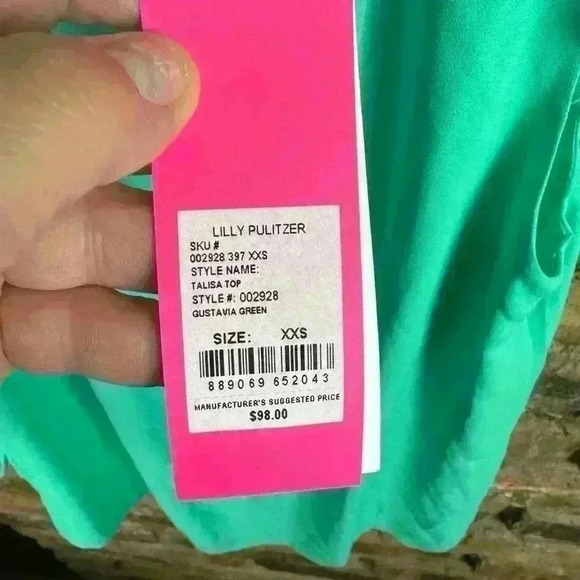 LILLY PULITZER
SKU #
002928 397 XXS
STYLE NAME:
TALISA TOP
STYLE #: 002928
GUSTAVIA GREEN
SIZE: XXS
889069 652043
MANUFACTURER'S SUGGESTED PRICE
$98.00